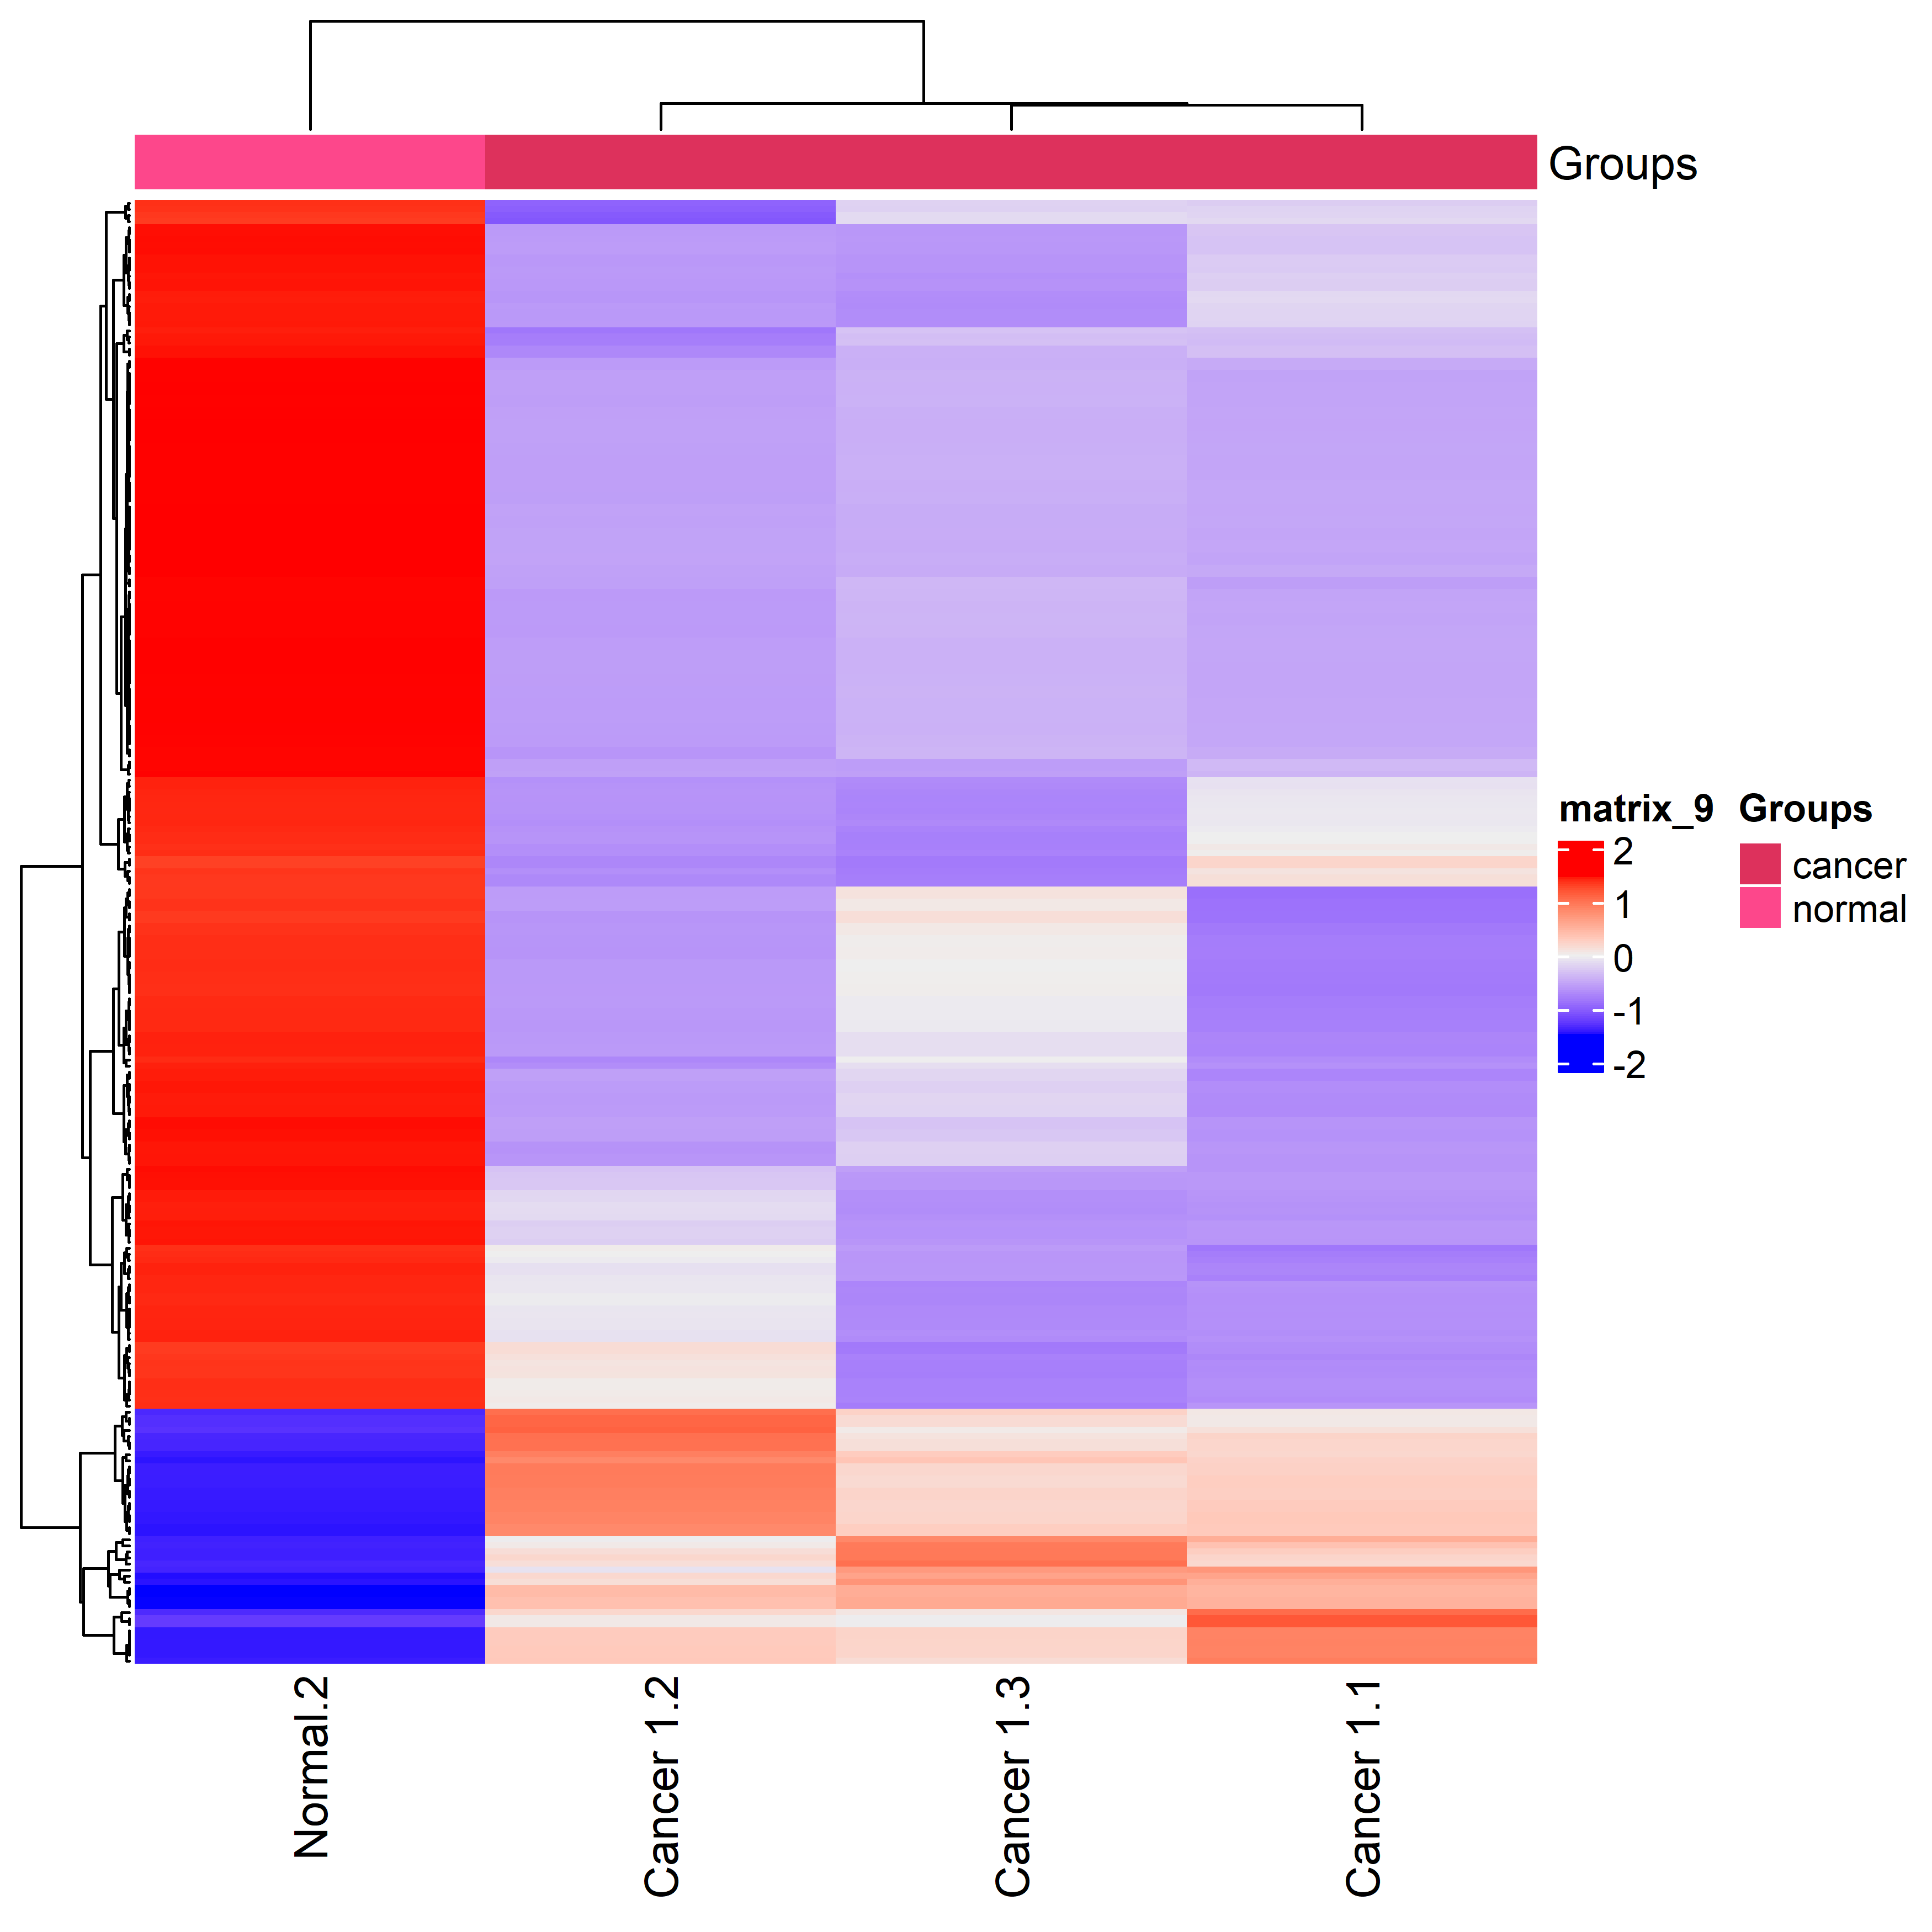 Groups
matrix_9
2
1
0
-1
-2
Groups
cancer
normal
Normal.2
Cancer 1.2
Cancer 1.3
Cancer 1.1